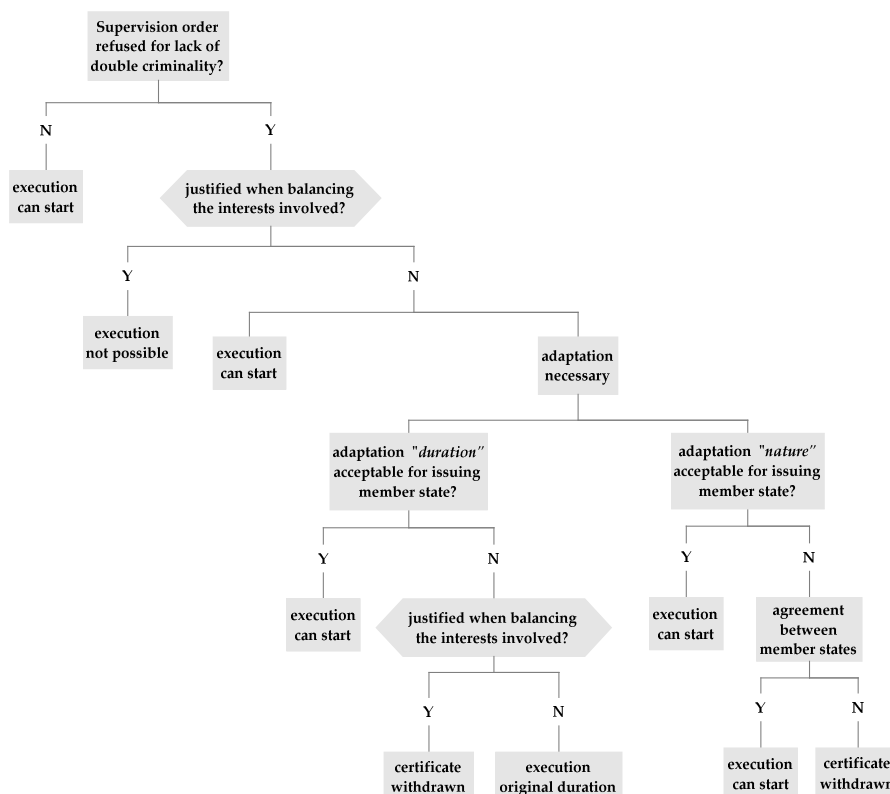 Supervision order
refused for lack of
double criminality?
N
Y
execution
can start
justified when balancing
the interests involved?
Y
N
execution
not possible
execution
can start
adaptation
necessary
adaptation "duration"
acceptable for issuing
member state?
adaptation "nature"
acceptable for issuing
member state?
Y
N
Y
N
execution
can start
justified when balancing
the interests involved?
execution
can start
agreement
between
member states
Y
N
Y
N
certificate
withdrawn
execution
original duration
execution
can start
certificate
withdrawn